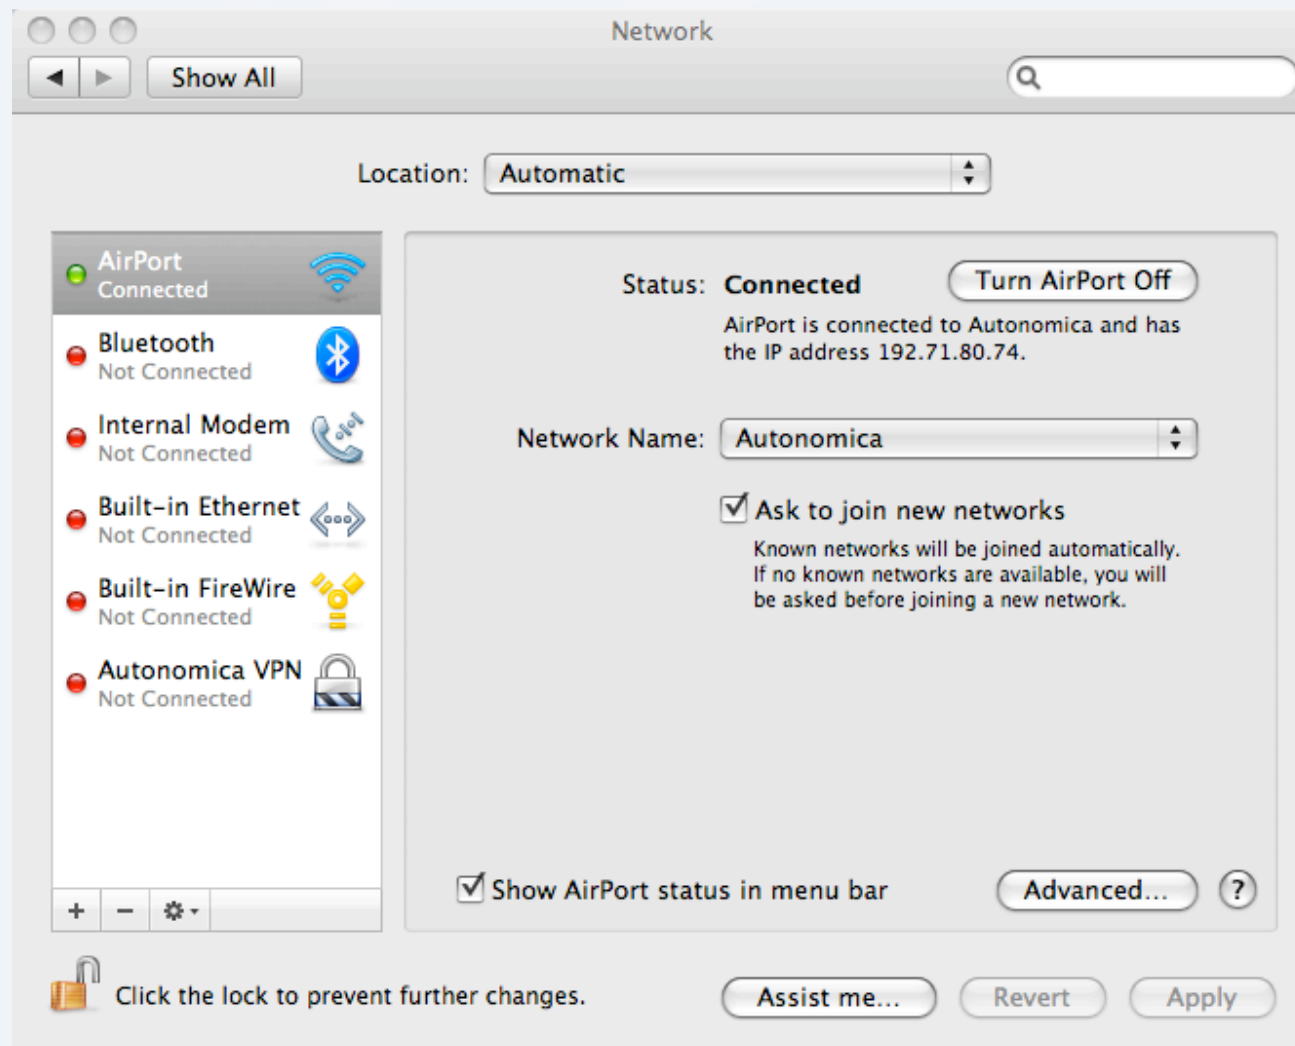 Network
Show All
Location: Automatic
AirPort
Connected
Bluetooth
Not Connected
Internal Modem
Not Connected
Built-in Ethernet
Not Connected
Built-in FireWire
Not Connected
Autonomica VPN
Not Connected
Status: Connected Turn AirPort Off
AirPort is connected to Autonomica and has
the IP address 192.71.80.74.
Network Name: Autonomica
Ask to join new networks
Known networks will be joined automatically.
If no known networks are available, you will
be asked before joining a new network.
Show AirPort status in menu bar Advanced... ?
Click the lock to prevent further changes. Assist me... Revert Apply